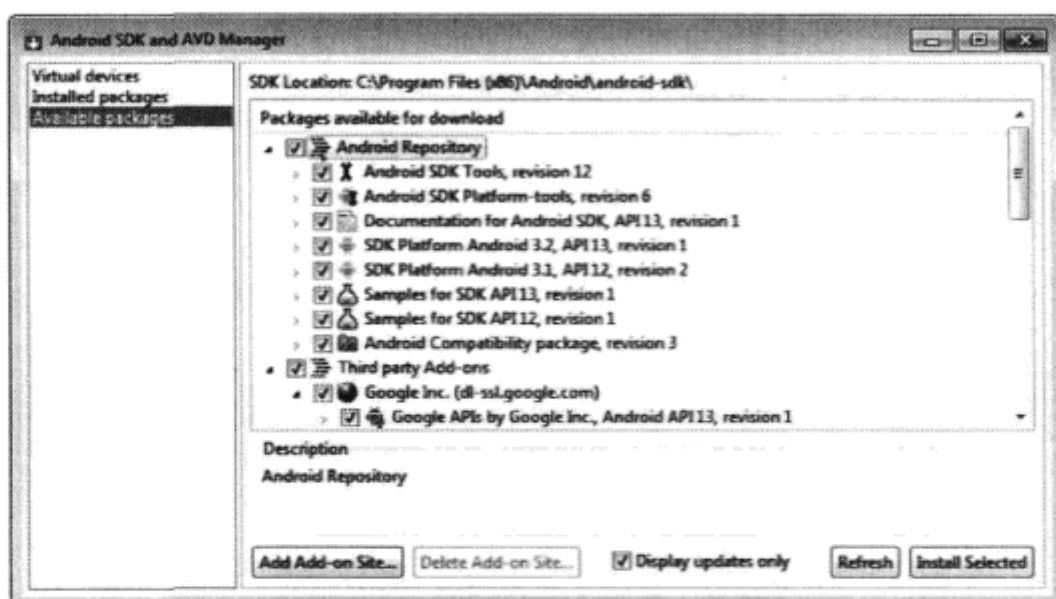 Android SDK and AVD Manager
Virtual devices
Installed packages
Available packages
SDK Location: C:\Program Files (x86)\Android\android-sdk\
Packages available for download
Android Repository
Android SDK Tools, revision 12
Android SDK Platform-tools, revision 6
Documentation for Android SDK, API 13, revision 1
SDK Platform Android 3.2, API 13, revision 1
SDK Platform Android 3.1, API 12, revision 2
Samples for SDK API 13, revision 1
Samples for SDK API 12, revision 1
Android Compatibility package, revision 3
Third party Add-ons
Google Inc. (dl-ssl.google.com)
Google APIs by Google Inc., Android API 13, revision 1
Description
Android Repository
Add Add-on Site... Delete Add-on Site... Display updates only Refresh Install Selected